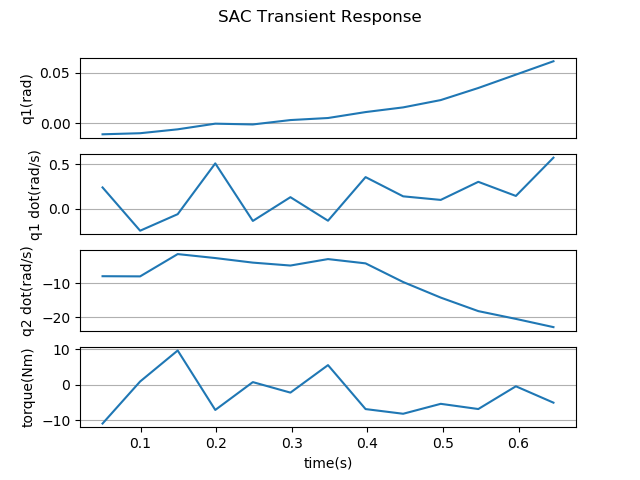 SAC Transient Response
q1(rad)
0.05
0.00
q1 dot(rad/s)
0.5
0.0
q2 dot(rad/s)
−10
−20
torque(Nm)
10
0
−10
0.1 0.2 0.3 0.4 0.5 0.6
time(s)